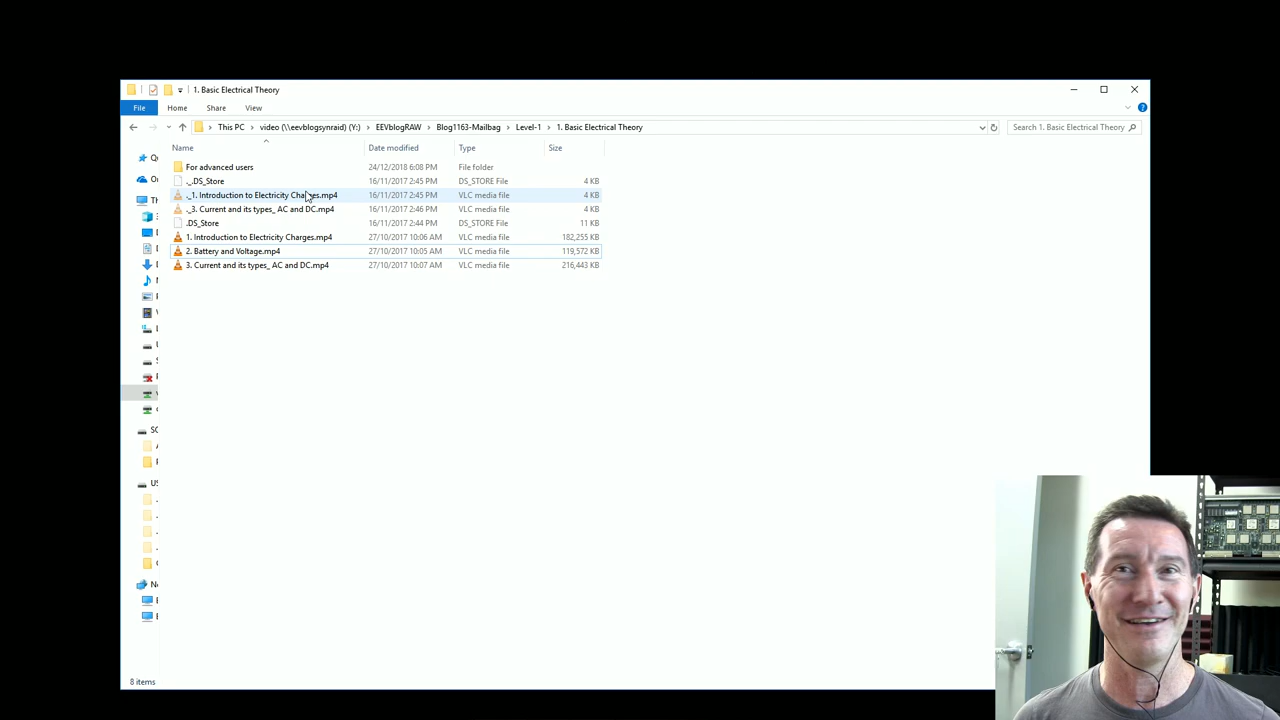 1. Basic Electrical Theory
File Home Share View
This PC video (\\eevblogsynraid) (Y:) EEVblogRAW Blog1163-Mailbag Level-1 1. Basic Electrical Theory Search 1. Basic Electrical Theory
Name Date modified Type Size
For advanced users 24/12/2018 6:08 PM File folder
._.DS_Store 16/11/2017 2:45 PM DS_STORE File 4 KB
._1. Introduction to Electricity Charges.mp4 16/11/2017 2:45 PM VLC media file 4 KB
._3. Current and its types_ AC and DC.mp4 16/11/2017 2:46 PM VLC media file 4 KB
.DS_Store 16/11/2017 2:44 PM DS_STORE File 11 KB
1. Introduction to Electricity Charges.mp4 27/10/2017 10:06 AM VLC media file 182,255 KB
2. Battery and Voltage.mp4 27/10/2017 10:05 AM VLC media file 119,572 KB
3. Current and its types_ AC and DC.mp4 27/10/2017 10:07 AM VLC media file 216,443 KB
8 items